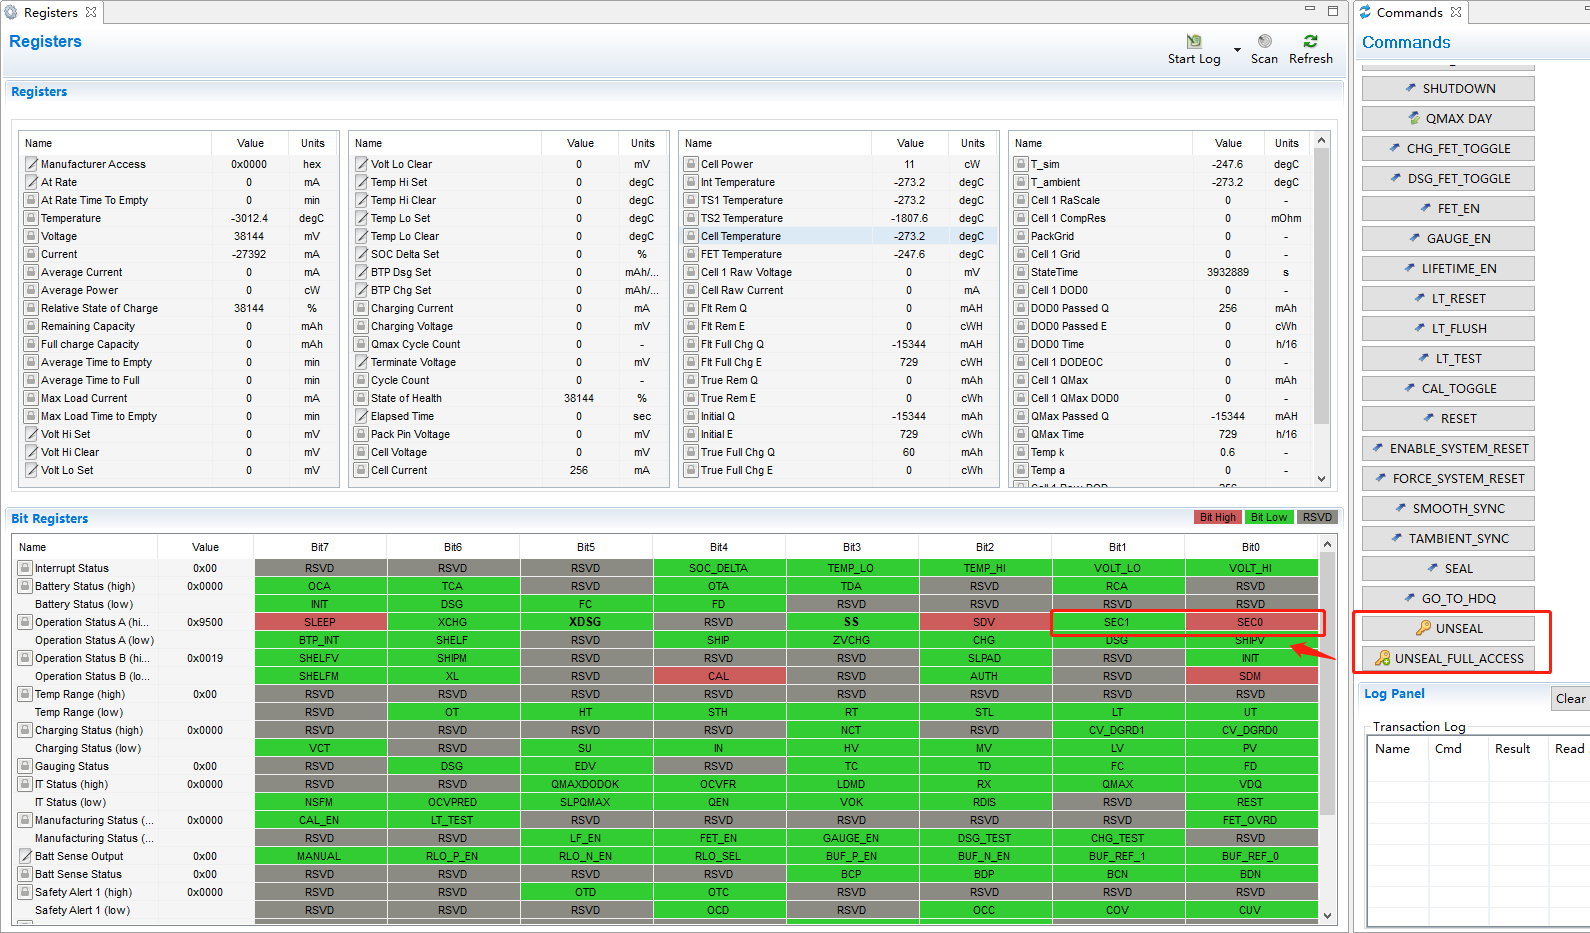 Registers
Registers
Start Log
Scan
Refresh
Registers
Name Value Units
Manufacturer Access 0x0000 hex
At Rate 0 mA
At Rate Time To Empty 0 min
Temperature -3012.4 degC
Voltage 38144 mV
Current -27392 mA
Average Current 0 mA
Average Power 0 cW
Relative State of Charge 38144 %
Remaining Capacity 0 mAh
Full charge Capacity 0 mAh
Average Time to Empty 0 min
Average Time to Full 0 min
Max Load Current 0 mA
Max Load Time to Empty 0 min
Volt Hi Set 0 mV
Volt Hi Clear 0 mV
Volt Lo Set 0 mV
Name Value Units
Volt Lo Clear 0 mV
Temp Hi Set 0 degC
Temp Hi Clear 0 degC
Temp Lo Set 0 degC
Temp Lo Clear 0 degC
SOC Delta Set 0 %
BTP Dsg Set 0 mAh/...
BTP Chg Set 0 mAh/...
Charging Current 0 mA
Charging Voltage 0 mV
Qmax Cycle Count 0 -
Terminate Voltage 0 mV
Cycle Count 0 -
State of Health 38144 %
Elapsed Time 0 sec
Pack Pin Voltage 0 mV
Cell Voltage 0 mV
Cell Current 256 mA
Name Value Units
Cell Power 11 cW
Int Temperature -273.2 degC
TS1 Temperature -273.2 degC
TS2 Temperature -1807.6 degC
Cell Temperature -273.2 degC
FET Temperature -247.6 degC
Cell 1 Raw Voltage 0 mV
Cell Raw Current 0 mA
Flt Rem Q 0 mAH
Flt Rem E 0 cWH
Flt Full Chg Q -15344 mAH
Flt Full Chg E 729 cWH
True Rem Q 0 mAh
True Rem E 0 cWh
Initial Q -15344 mAh
Initial E 729 cWh
True Full Chg Q 60 mAh
True Full Chg E 0 cWh
Name Value Units
T_sim -247.6 degC
T_ambient -273.2 degC
Cell 1 RaScale 0 -
Cell 1 CompRes 0 mOhm
PackGrid 0 -
Cell 1 Grid 0 -
StateTime 3932889 s
Cell 1 DOD0 0 -
DOD0 Passed Q 256 mAh
DOD0 Passed E 0 cWh
DOD0 Time 0 h/16
Cell 1 DODEOC 0 -
Cell 1 QMax 0 mAh
Cell 1 QMax DOD0 0 -
QMax Passed Q -15344 mAH
QMax Time 729 h/16
Temp k 0.6 -
Temp a 0 -
Cell 1 Raw DOD 256 -
Bit Registers
Bit High Bit Low RSVD
Name Value Bit7 Bit6 Bit5 Bit4 Bit3 Bit2 Bit1 Bit0
Interrupt Status 0x00 RSVD RSVD RSVD SOC_DELTA TEMP_LO TEMP_HI VOLT_LO VOLT_HI
Battery Status (high) 0x0000 OCA TCA RSVD OTA TDA RSVD RCA RSVD
Battery Status (low) INIT DSG FC FD RSVD RSVD RSVD RSVD
Operation Status A (hi... 0x9500 SLEEP XCHG XDSG RSVD SS SDV SEC1 SEC0
Operation Status A (low) BTP_INT SHELF RSVD SHIP ZVCHG CHG DSG SHIPV
Operation Status B (hi... 0x0019 SHELFV SHIPM RSVD RSVD RSVD SLPAD RSVD INIT
Operation Status B (lo... SHELFM XL RSVD CAL RSVD AUTH RSVD SDM
Temp Range (high) 0x00 RSVD RSVD RSVD RSVD RSVD RSVD RSVD RSVD
Temp Range (low) RSVD OT HT STH RT STL LT UT
Charging Status (high) 0x0000 RSVD RSVD RSVD RSVD NCT RSVD CV_DGRD1 CV_DGRD0
Charging Status (low) VCT RSVD SU IN HV MV LV PV
Gauging Status 0x00 RSVD DSG EDV RSVD TC TD FC FD
IT Status (high) 0x0000 RSVD RSVD QMAXDODOK OCVFR LDMD RX QMAX VDQ
IT Status (low) NSFM OCVPRED SLPQMAX QEN VOK RDIS RSVD REST
Manufacturing Status (... 0x0000 CAL_EN LT_TEST RSVD RSVD RSVD RSVD RSVD FET_OVRD
Manufacturing Status (... RSVD RSVD LF_EN FET_EN GAUGE_EN DSG_TEST CHG_TEST RSVD
Batt Sense Output 0x00 MANUAL RLO_P_EN RLO_N_EN RLO_SEL BUF_P_EN BUF_N_EN BUF_REF_1 BUF_REF_0
Batt Sense Status 0x00 RSVD RSVD RSVD RSVD BCP BDP BCN BDN
Safety Alert 1 (high) 0x0000 RSVD RSVD OTD OTC RSVD RSVD RSVD RSVD
Safety Alert 1 (low) RSVD RSVD RSVD OCD RSVD OCC COV CUV
Commands
Commands
SHUTDOWN
QMAX DAY
CHG_FET_TOGGLE
DSG_FET_TOGGLE
FET_EN
GAUGE_EN
LIFETIME_EN
LT_RESET
LT_FLUSH
LT_TEST
CAL_TOGGLE
RESET
ENABLE_SYSTEM_RESET
FORCE_SYSTEM_RESET
SMOOTH_SYNC
TAMBIENT_SYNC
SEAL
GO_TO_HDQ
UNSEAL
UNSEAL_FULL_ACCESS
Log Panel
Clear
Transaction Log
Name Cmd Result Read